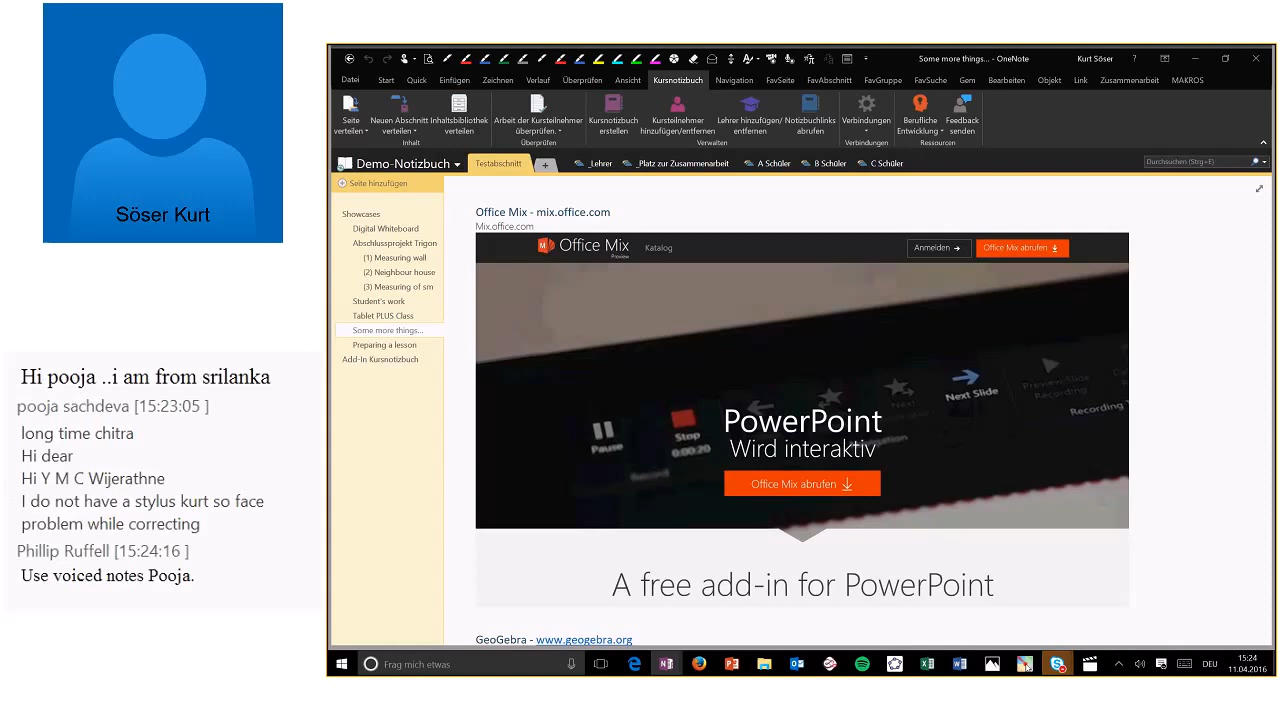 Söser Kurt
Hi pooja ..i am from srilanka
pooja sachdeva [15:23:05 ]
long time chitra
Hi dear
Hi Y M C Wijerathne
I do not have a stylus kurt so face
problem while correcting
Phillip Ruffell [15:24:16 ]
Use voiced notes Pooja.
Some more things... - OneNote
Kurt Söser
?
Datei Start Quick Einfügen Zeichnen Verlauf Überprüfen Ansicht Kursnotizbuch Navigation FavSeite FavAbschnitt FavGruppe FavSuche Gem Bearbeiten Objekt Link Zusammenarbeit MAKROS
Seite verteilen
Neuen Abschnitt verteilen
Inhaltsbibliothek verteilen
Arbeit der Kursteilnehmer überprüfen.
Kursnotizbuch erstellen
Kursteilnehmer hinzufügen/entfernen
Lehrer hinzufügen/ entfernen
Notizbuchlinks abrufen
Verbindungen
Berufliche Entwicklung
Feedback senden
Inhalt Überprüfen Verwalten Verbindungen Ressourcen
Demo-Notizbuch Testabschnitt + _Lehrer _Platz zur Zusammenarbeit A Schüler B Schüler C Schüler
Durchsuchen (Strg+E)
Seite hinzufügen
Showcases
Digital Whiteboard
Abschlussprojekt Trigon
(1) Measuring wall
(2) Neighbour house
(3) Measuring of sm
Student's work
Tablet PLUS Class
Some more things...
Preparing a lesson
Add-In Kursnotizbuch
Office Mix - mix.office.com
Mix.office.com
Office Mix
Preview
Katalog
Anmelden
Office Mix abrufen
Pause
Stop
0:00:20
Record
Next Slide
Next
Preview Slide Recording
Recording
PowerPoint
Wird interaktiv
Office Mix abrufen
A free add-in for PowerPoint
GeoGebra - www.geogebra.org
Frag mich etwas
DEU
15:24
11.04.2016